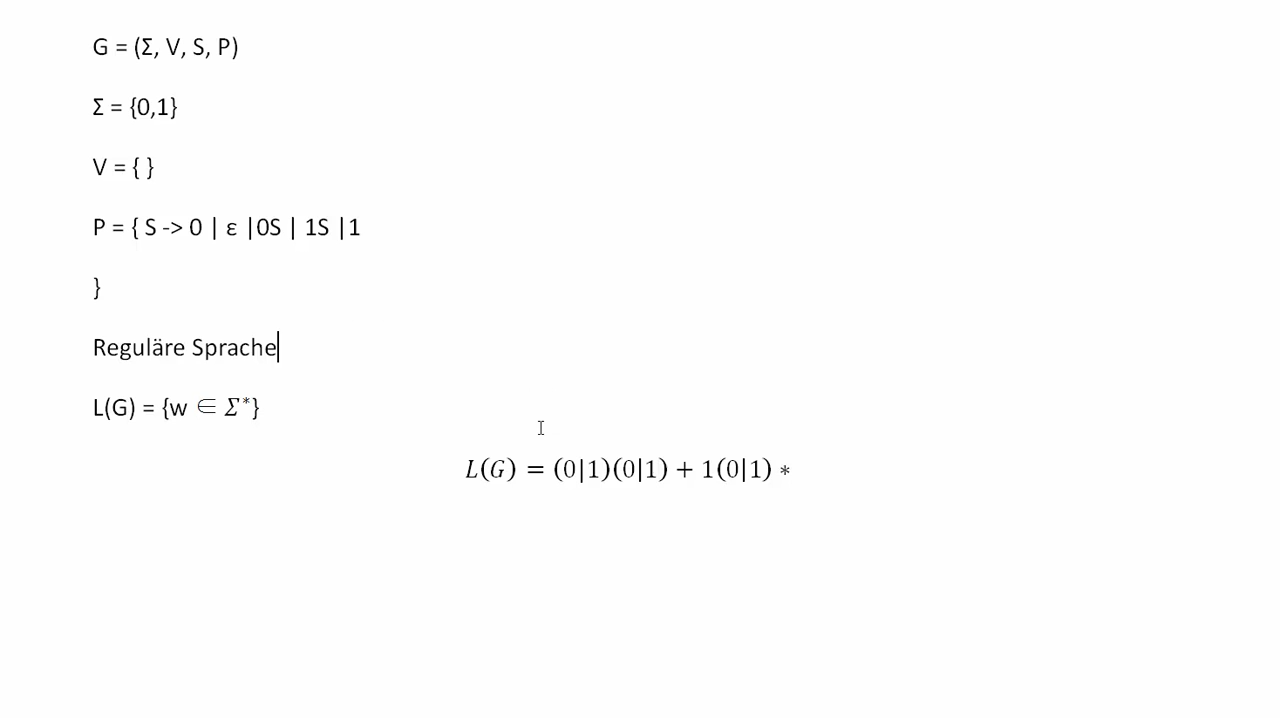 G = (Σ, V, S, P)
Σ = {0,1}
V = { }
P = { S -> 0 | ε |0S | 1S |1
}
Reguläre Sprache
L(G) = {w ∈ Σ*}
L(G) = (0|1)(0|1) + 1(0|1) ∗